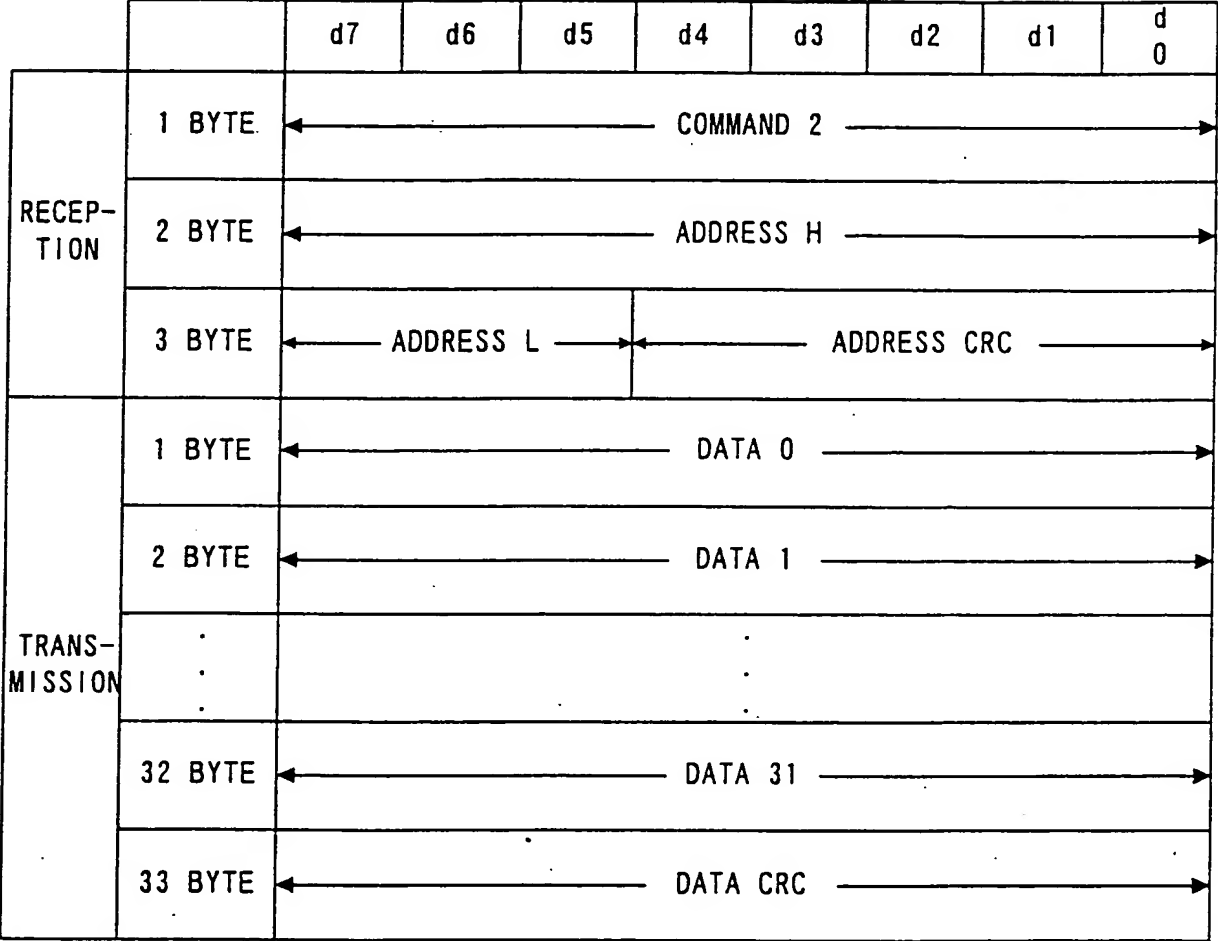 d7 d6 d5 d4 d3 d2 d1 d
0
RECEP-
TION
1 BYTE COMMAND 2
2 BYTE ADDRESS H
3 BYTE ADDRESS L ADDRESS CRC
TRANS-
MISSION
1 BYTE DATA 0
2 BYTE DATA 1
32 BYTE DATA 31
33 BYTE DATA CRC